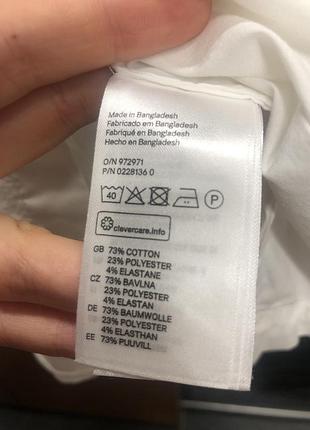 Made in Bangladesh
Fabricado em Bangladesh
Fabriqué en Bangladesh
Hecho en Bangladesh
O/N 972971
P/N 0228136 0
40 P
clevercare.info
GB 73% COTTON
23% POLYESTER
4% ELASTANE
CZ 73% BAVLNA
23% POLYESTER
4% ELASTAN
DE 73% BAUMWOLLE
23% POLYESTER
4% ELASTHAN
EE 73% PUUVILL